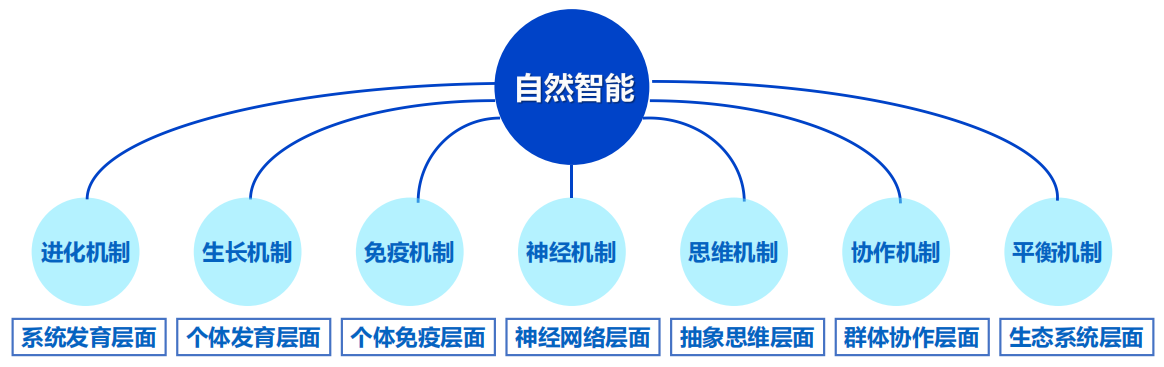 自然智能
进化机制
生长机制
免疫机制
神经机制
思维机制
协作机制
平衡机制
系统发育层面
个体发育层面
个体免疫层面
神经网络层面
抽象思维层面
群体协作层面
生态系统层面